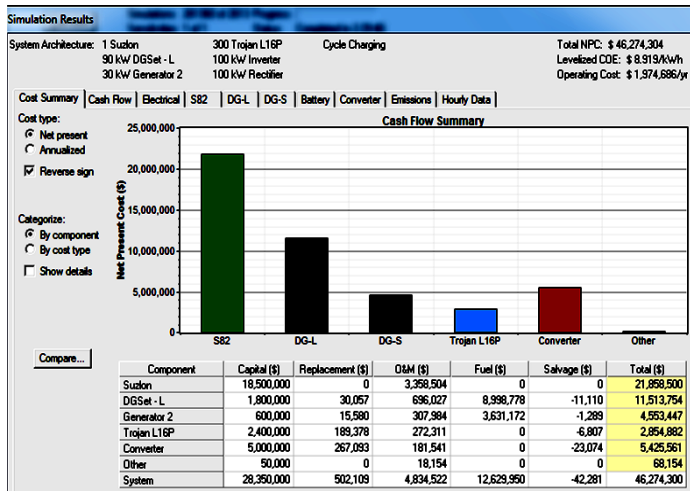 Simulation Results
System Architecture: 1 Suzlon 300 Trojan L16P Cycle Charging Total NPC: $ 46,274,304
90 kW DGSet - L 100 kW Inverter Levelized COE: $ 8.919/kWh
30 kW Generator 2 100 kW Rectifier Operating Cost: $ 1,974,686/yr
Cost Summary Cash Flow Electrical S82 DG-L DG-S Battery Converter Emissions Hourly Data
Cost type:
Net present
Annualized
Reverse sign
Categorize:
By component
By cost type
Show details
Compare...
Cash Flow Summary
Net Present Cost ($)
25,000,000
20,000,000
15,000,000
10,000,000
5,000,000
0
S82 DG-L DG-S Trojan L16P Converter Other
Component Capital ($) Replacement ($) O&M ($) Fuel ($) Salvage ($) Total ($)
Suzlon 18,500,000 0 3,358,504 0 0 21,858,500
DGSet - L 1,800,000 30,057 696,027 8,998,778 -11,110 11,513,754
Generator 2 600,000 15,580 307,984 3,631,172 -1,289 4,553,447
Trojan L16P 2,400,000 189,378 272,311 0 -6,807 2,854,882
Converter 5,000,000 267,093 181,541 0 -23,074 5,425,561
Other 50,000 0 18,154 0 0 68,154
System 28,350,000 502,109 4,834,522 12,629,950 -42,281 46,274,300